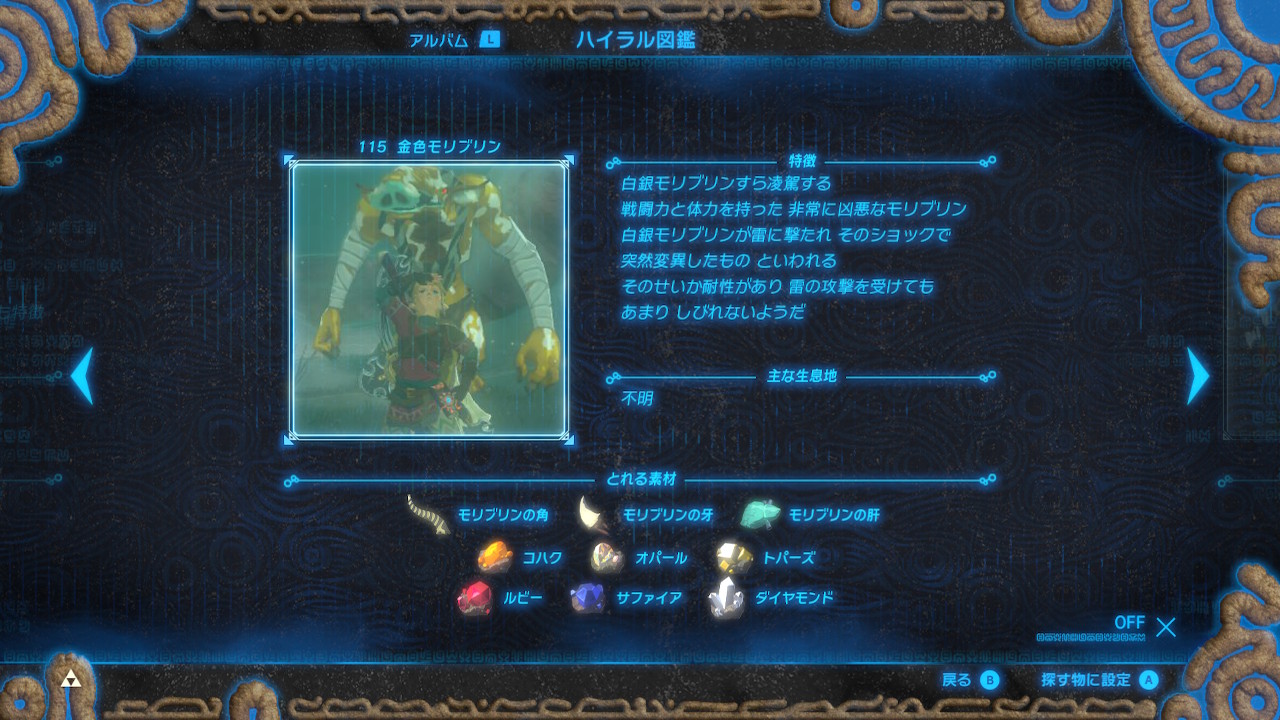 アルバム L
ハイラル図鑑
115 金色モリブリン
特徴
白銀モリブリンすら凌駕する
戦闘力と体力を持った 非常に凶悪なモリブリン
白銀モリブリンが雷に撃たれ そのショックで
突然変異したもの といわれる
そのせいか耐性があり 雷の攻撃を受けても
あまり しびれないようだ
主な生息地
不明
とれる素材
モリブリンの角 モリブリンの牙 モリブリンの肝
コハク オパール トパーズ
ルビー サファイア ダイヤモンド
OFF
戻る B 探す物に設定 A